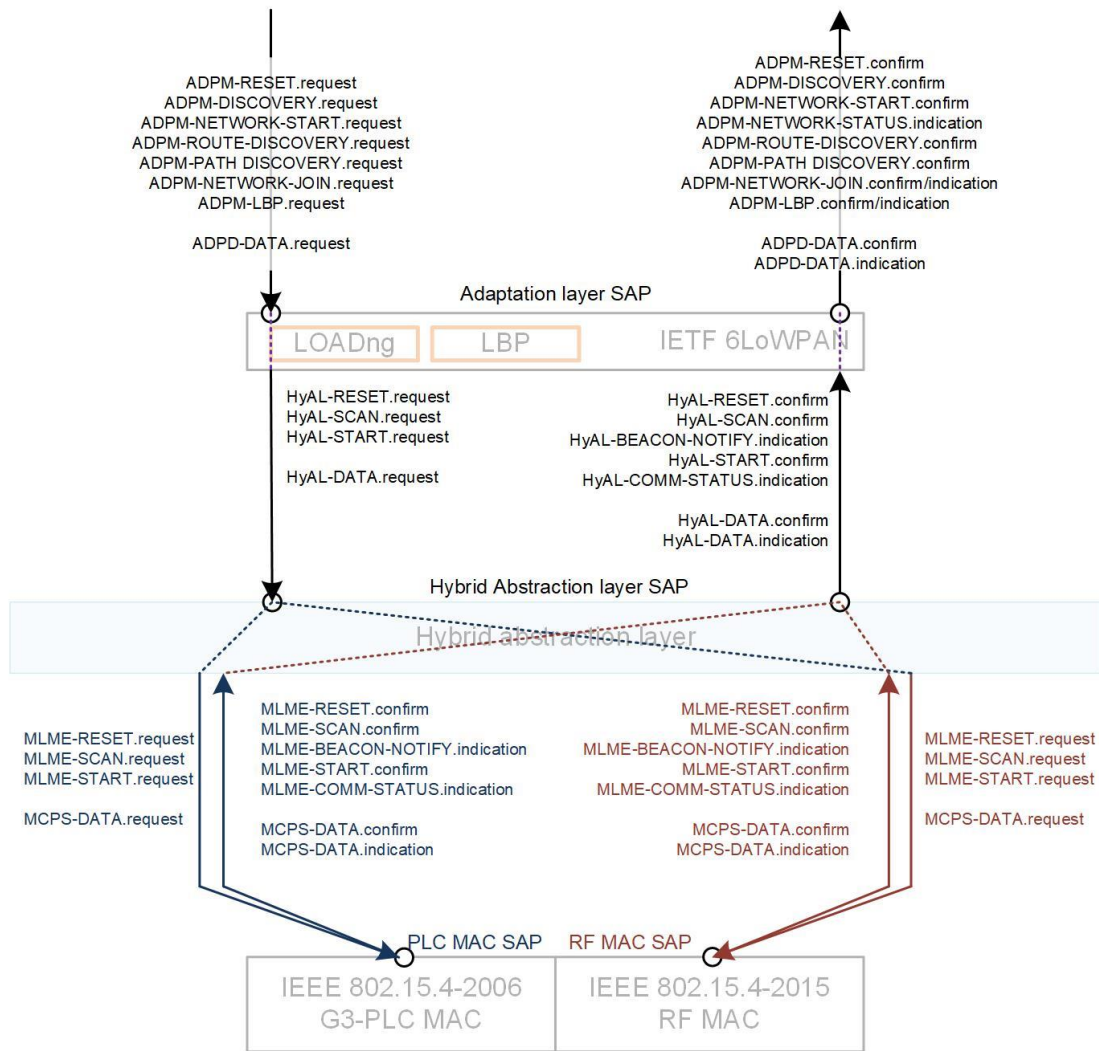 ADPM-RESET.request
ADPM-DISCOVERY.request
ADPM-NETWORK-START.request
ADPM-ROUTE-DISCOVERY.request
ADPM-PATH DISCOVERY.request
ADPM-NETWORK-JOIN.request
ADPM-LBP.request
ADPD-DATA.request
ADPM-RESET.confirm
ADPM-DISCOVERY.confirm
ADPM-NETWORK-START.confirm
ADPM-NETWORK-STATUS.indication
ADPM-ROUTE-DISCOVERY.confirm
ADPM-PATH DISCOVERY.confirm
ADPM-NETWORK-JOIN.confirm/indication
ADPM-LBP.confirm/indication
ADPD-DATA.confirm
ADPD-DATA.indication
Adaptation layer SAP
LOADng
LBP
IETF 6LoWPAN
HyAL-RESET.request
HyAL-SCAN.request
HyAL-START.request
HyAL-DATA.request
HyAL-RESET.confirm
HyAL-SCAN.confirm
HyAL-BEACON-NOTIFY.indication
HyAL-START.confirm
HyAL-COMM-STATUS.indication
HyAL-DATA.confirm
HyAL-DATA.indication
Hybrid Abstraction layer SAP
Hybrid abstraction layer
MLME-RESET.request
MLME-SCAN.request
MLME-START.request
MCPS-DATA.request
MLME-RESET.confirm
MLME-SCAN.confirm
MLME-BEACON-NOTIFY.indication
MLME-START.confirm
MLME-COMM-STATUS.indication
MCPS-DATA.confirm
MCPS-DATA.indication
MLME-RESET.confirm
MLME-SCAN.confirm
MLME-BEACON-NOTIFY.indication
MLME-START.confirm
MLME-COMM-STATUS.indication
MCPS-DATA.confirm
MCPS-DATA.indication
MLME-RESET.request
MLME-SCAN.request
MLME-START.request
MCPS-DATA.request
PLC MAC SAP
RF MAC SAP
IEEE 802.15.4-2006
G3-PLC MAC
IEEE 802.15.4-2015
RF MAC